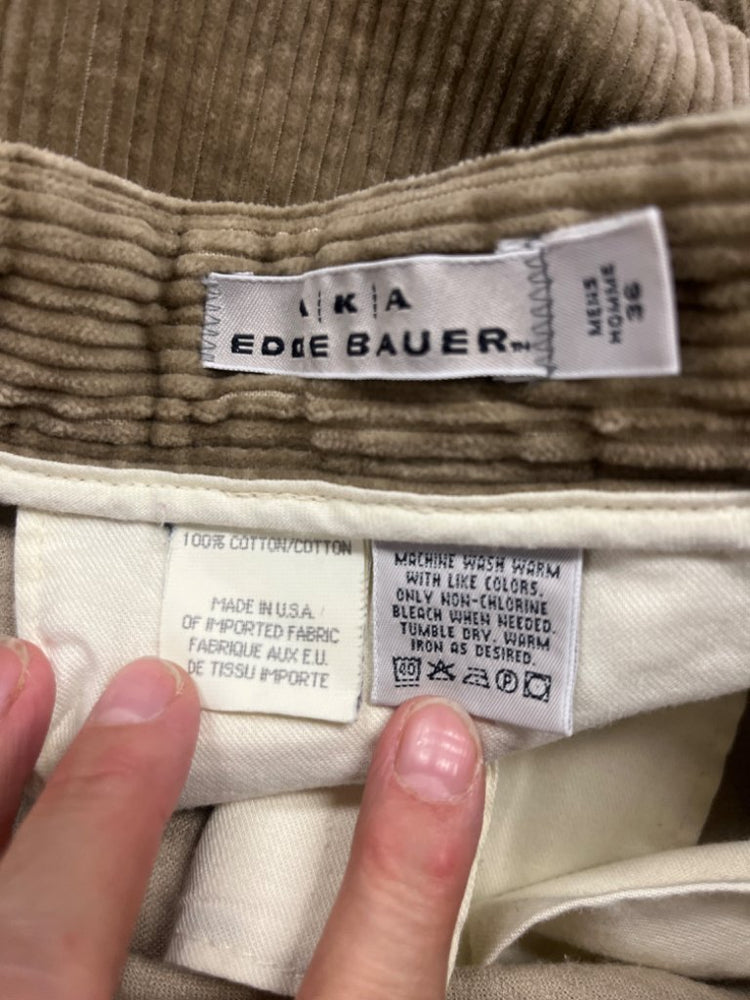 A|K|A
EDDIE BAUER™
MENS
HOMME
36
100% COTTON/COTTON
MADE IN U.S.A.
OF IMPORTED FABRIC
FABRIQUE AUX E.U.
DE TISSU IMPORTE
MACHINE WASH WARM
WITH LIKE COLORS.
ONLY NON-CHLORINE
BLEACH WHEN NEEDED.
TUMBLE DRY. WARM
IRON AS DESIRED.
40 P